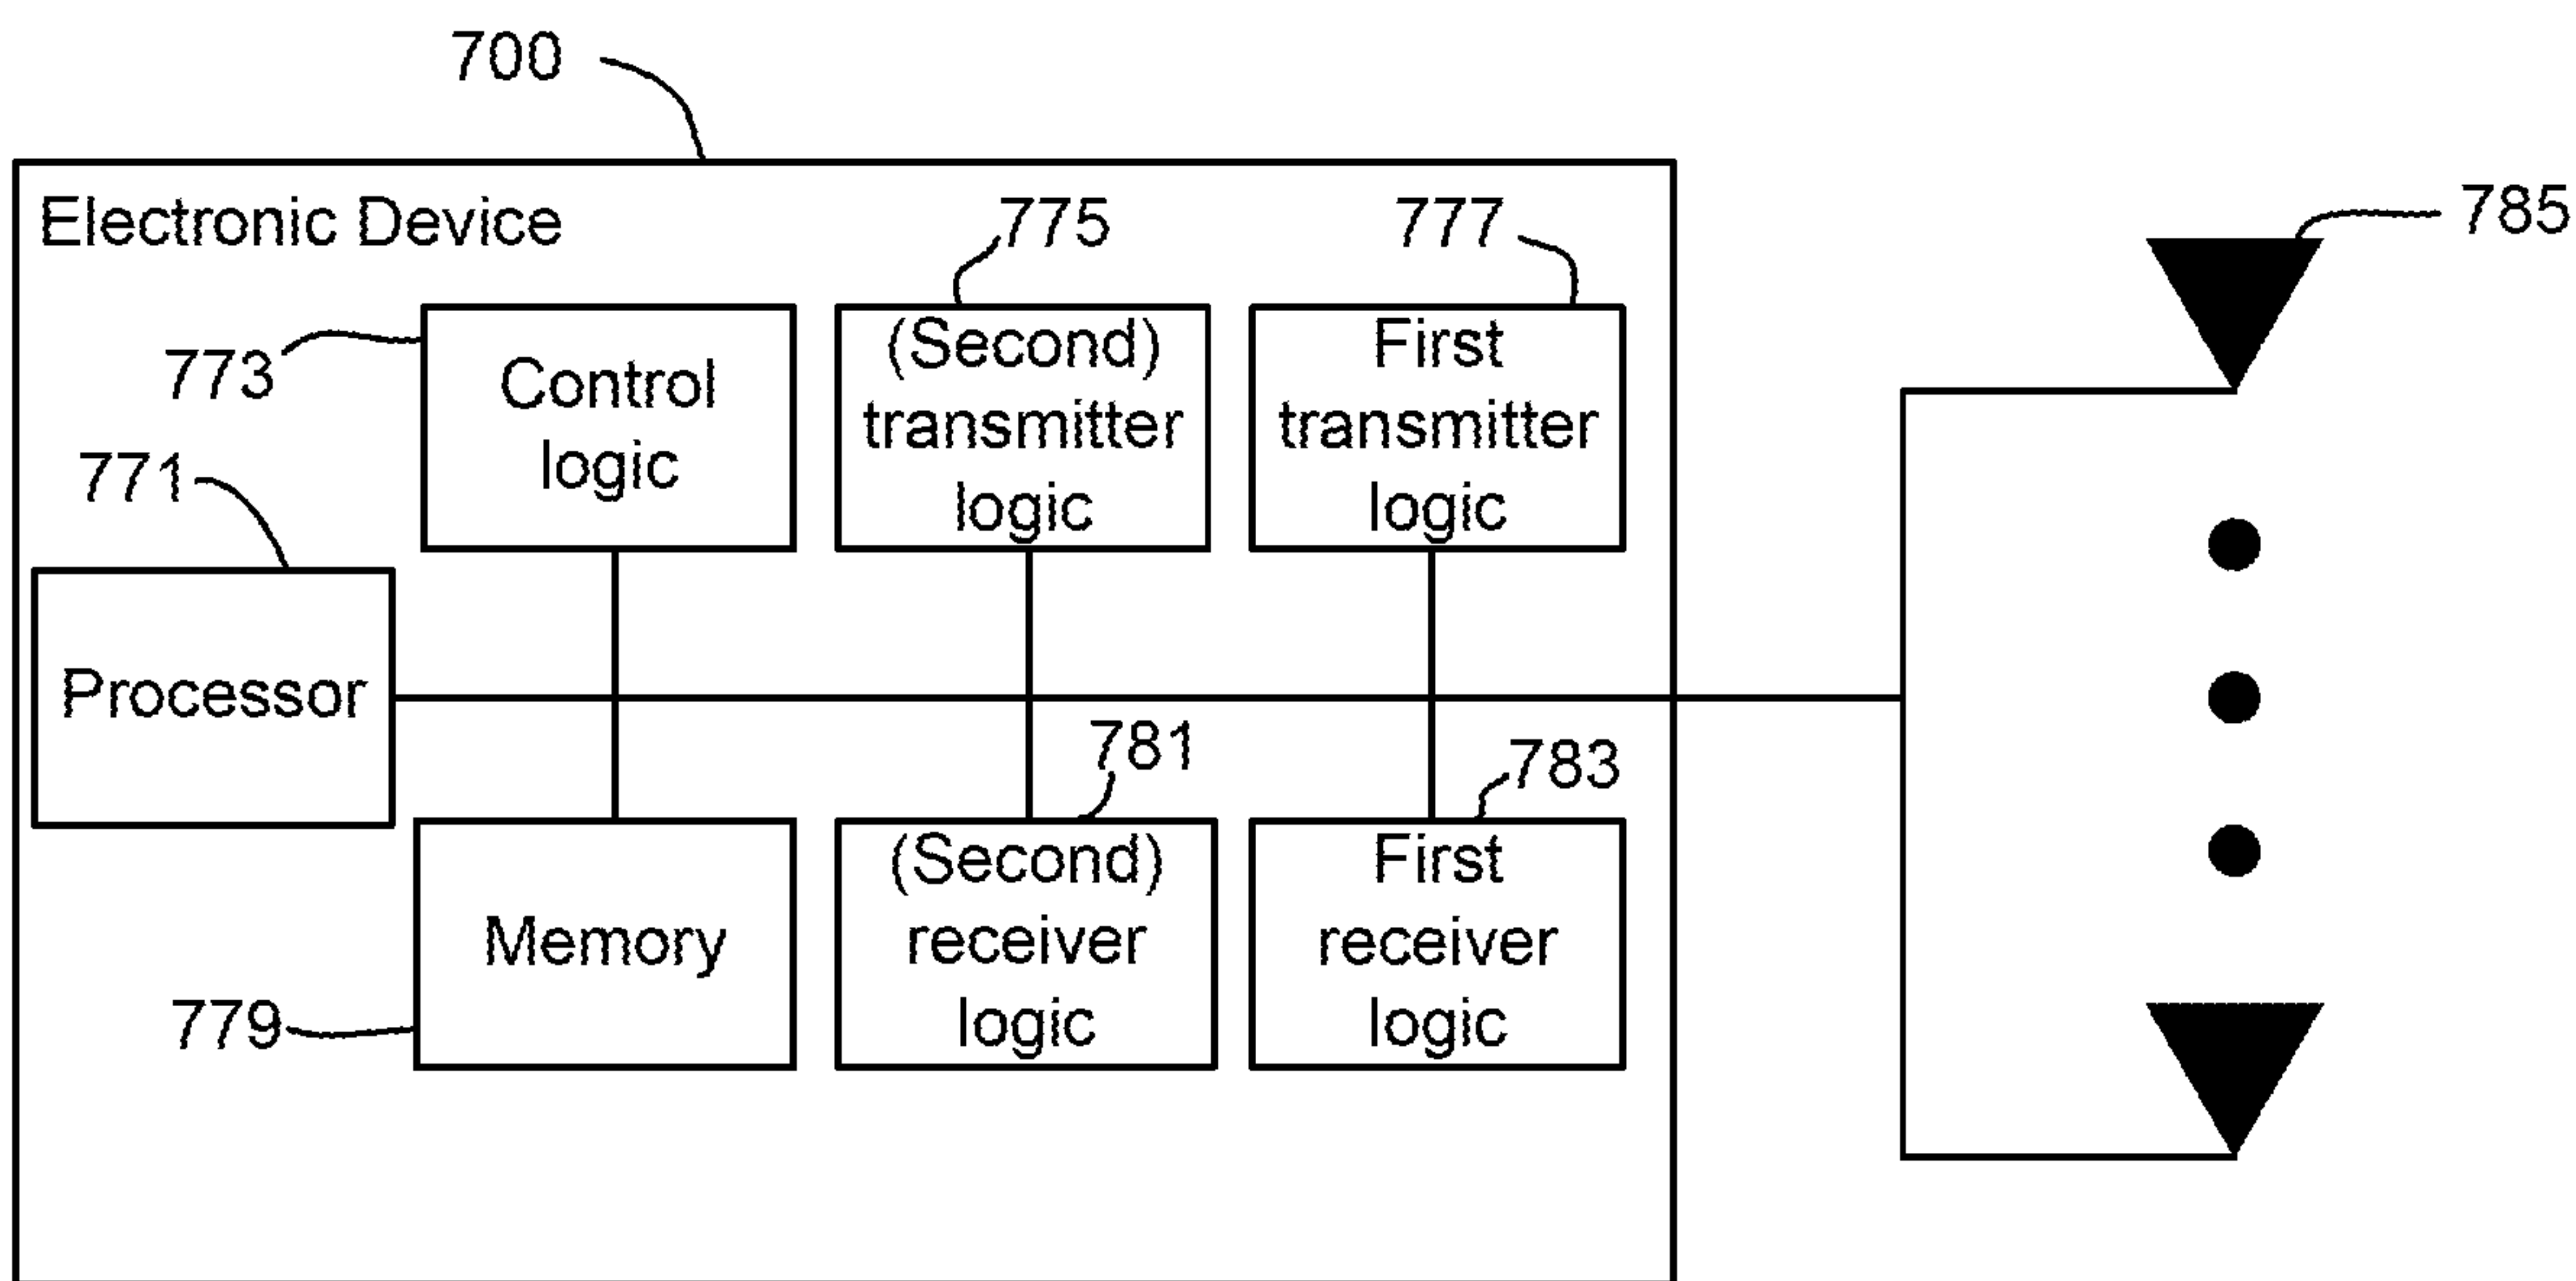 700
Electronic Device
775
777
785
773
Control
logic
(Second)
transmitter
logic
First
transmitter
logic
771
Processor
781
783
779
Memory
(Second)
receiver
logic
First
receiver
logic